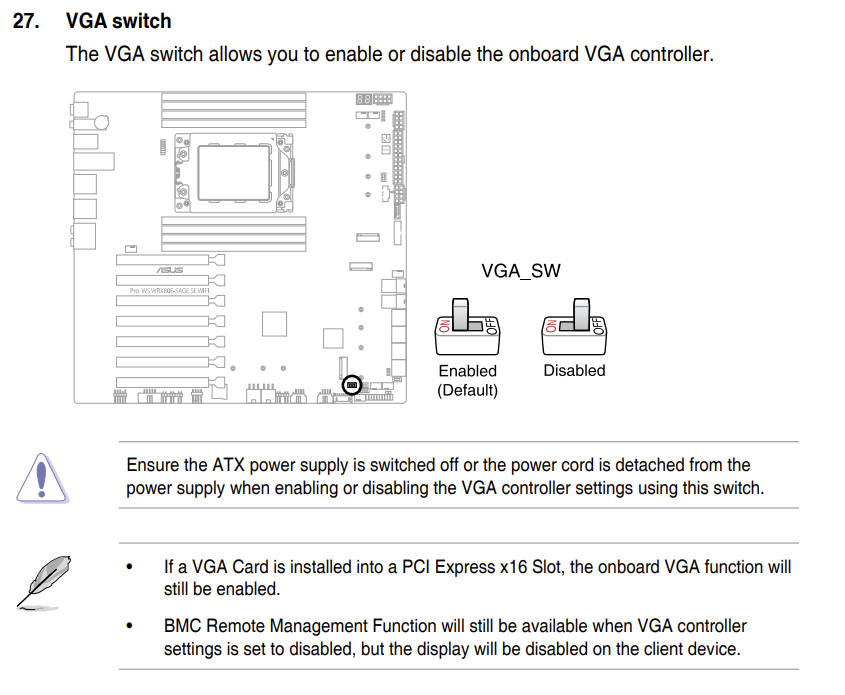 27. VGA switch
The VGA switch allows you to enable or disable the onboard VGA controller.
ASUS
Pro WS WRX80E-SAGE SE WIFI
VGA_SW
ON OFF ON OFF
Enabled Disabled
(Default)
Ensure the ATX power supply is switched off or the power cord is detached from the
power supply when enabling or disabling the VGA controller settings using this switch.
• If a VGA Card is installed into a PCI Express x16 Slot, the onboard VGA function will
still be enabled.
• BMC Remote Management Function will still be available when VGA controller
settings is set to disabled, but the display will be disabled on the client device.